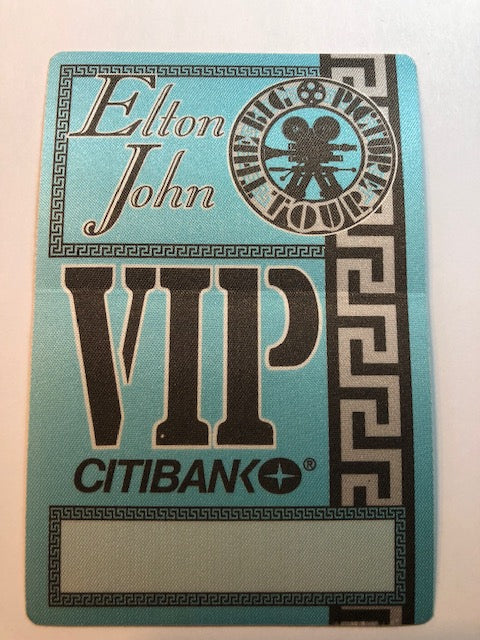 Elton
John
THE BIG PICTURE
TOUR
VIP
CITIBANK®